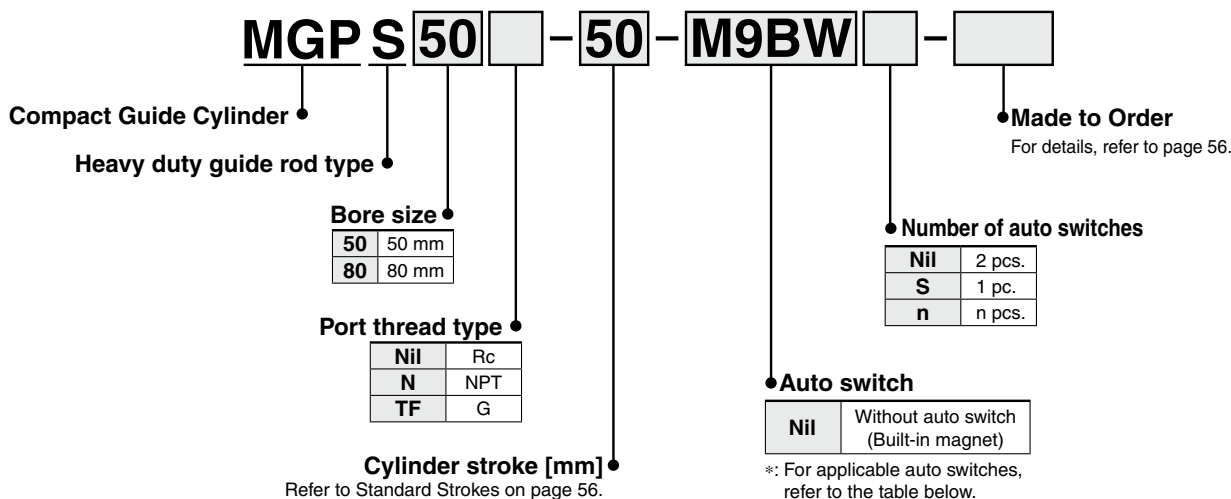 MGP S 50 - 50 - M9BW -
Compact Guide Cylinder
Heavy duty guide rod type
Bore size
50 50 mm
80 80 mm
Port thread type
Nil Rc
N NPT
TF G
Cylinder stroke [mm]
Refer to Standard Strokes on page 56.
Made to Order
For details, refer to page 56.
Number of auto switches
Nil 2 pcs.
S 1 pc.
n n pcs.
Auto switch
Nil Without auto switch
(Built-in magnet)
*: For applicable auto switches,
refer to the table below.